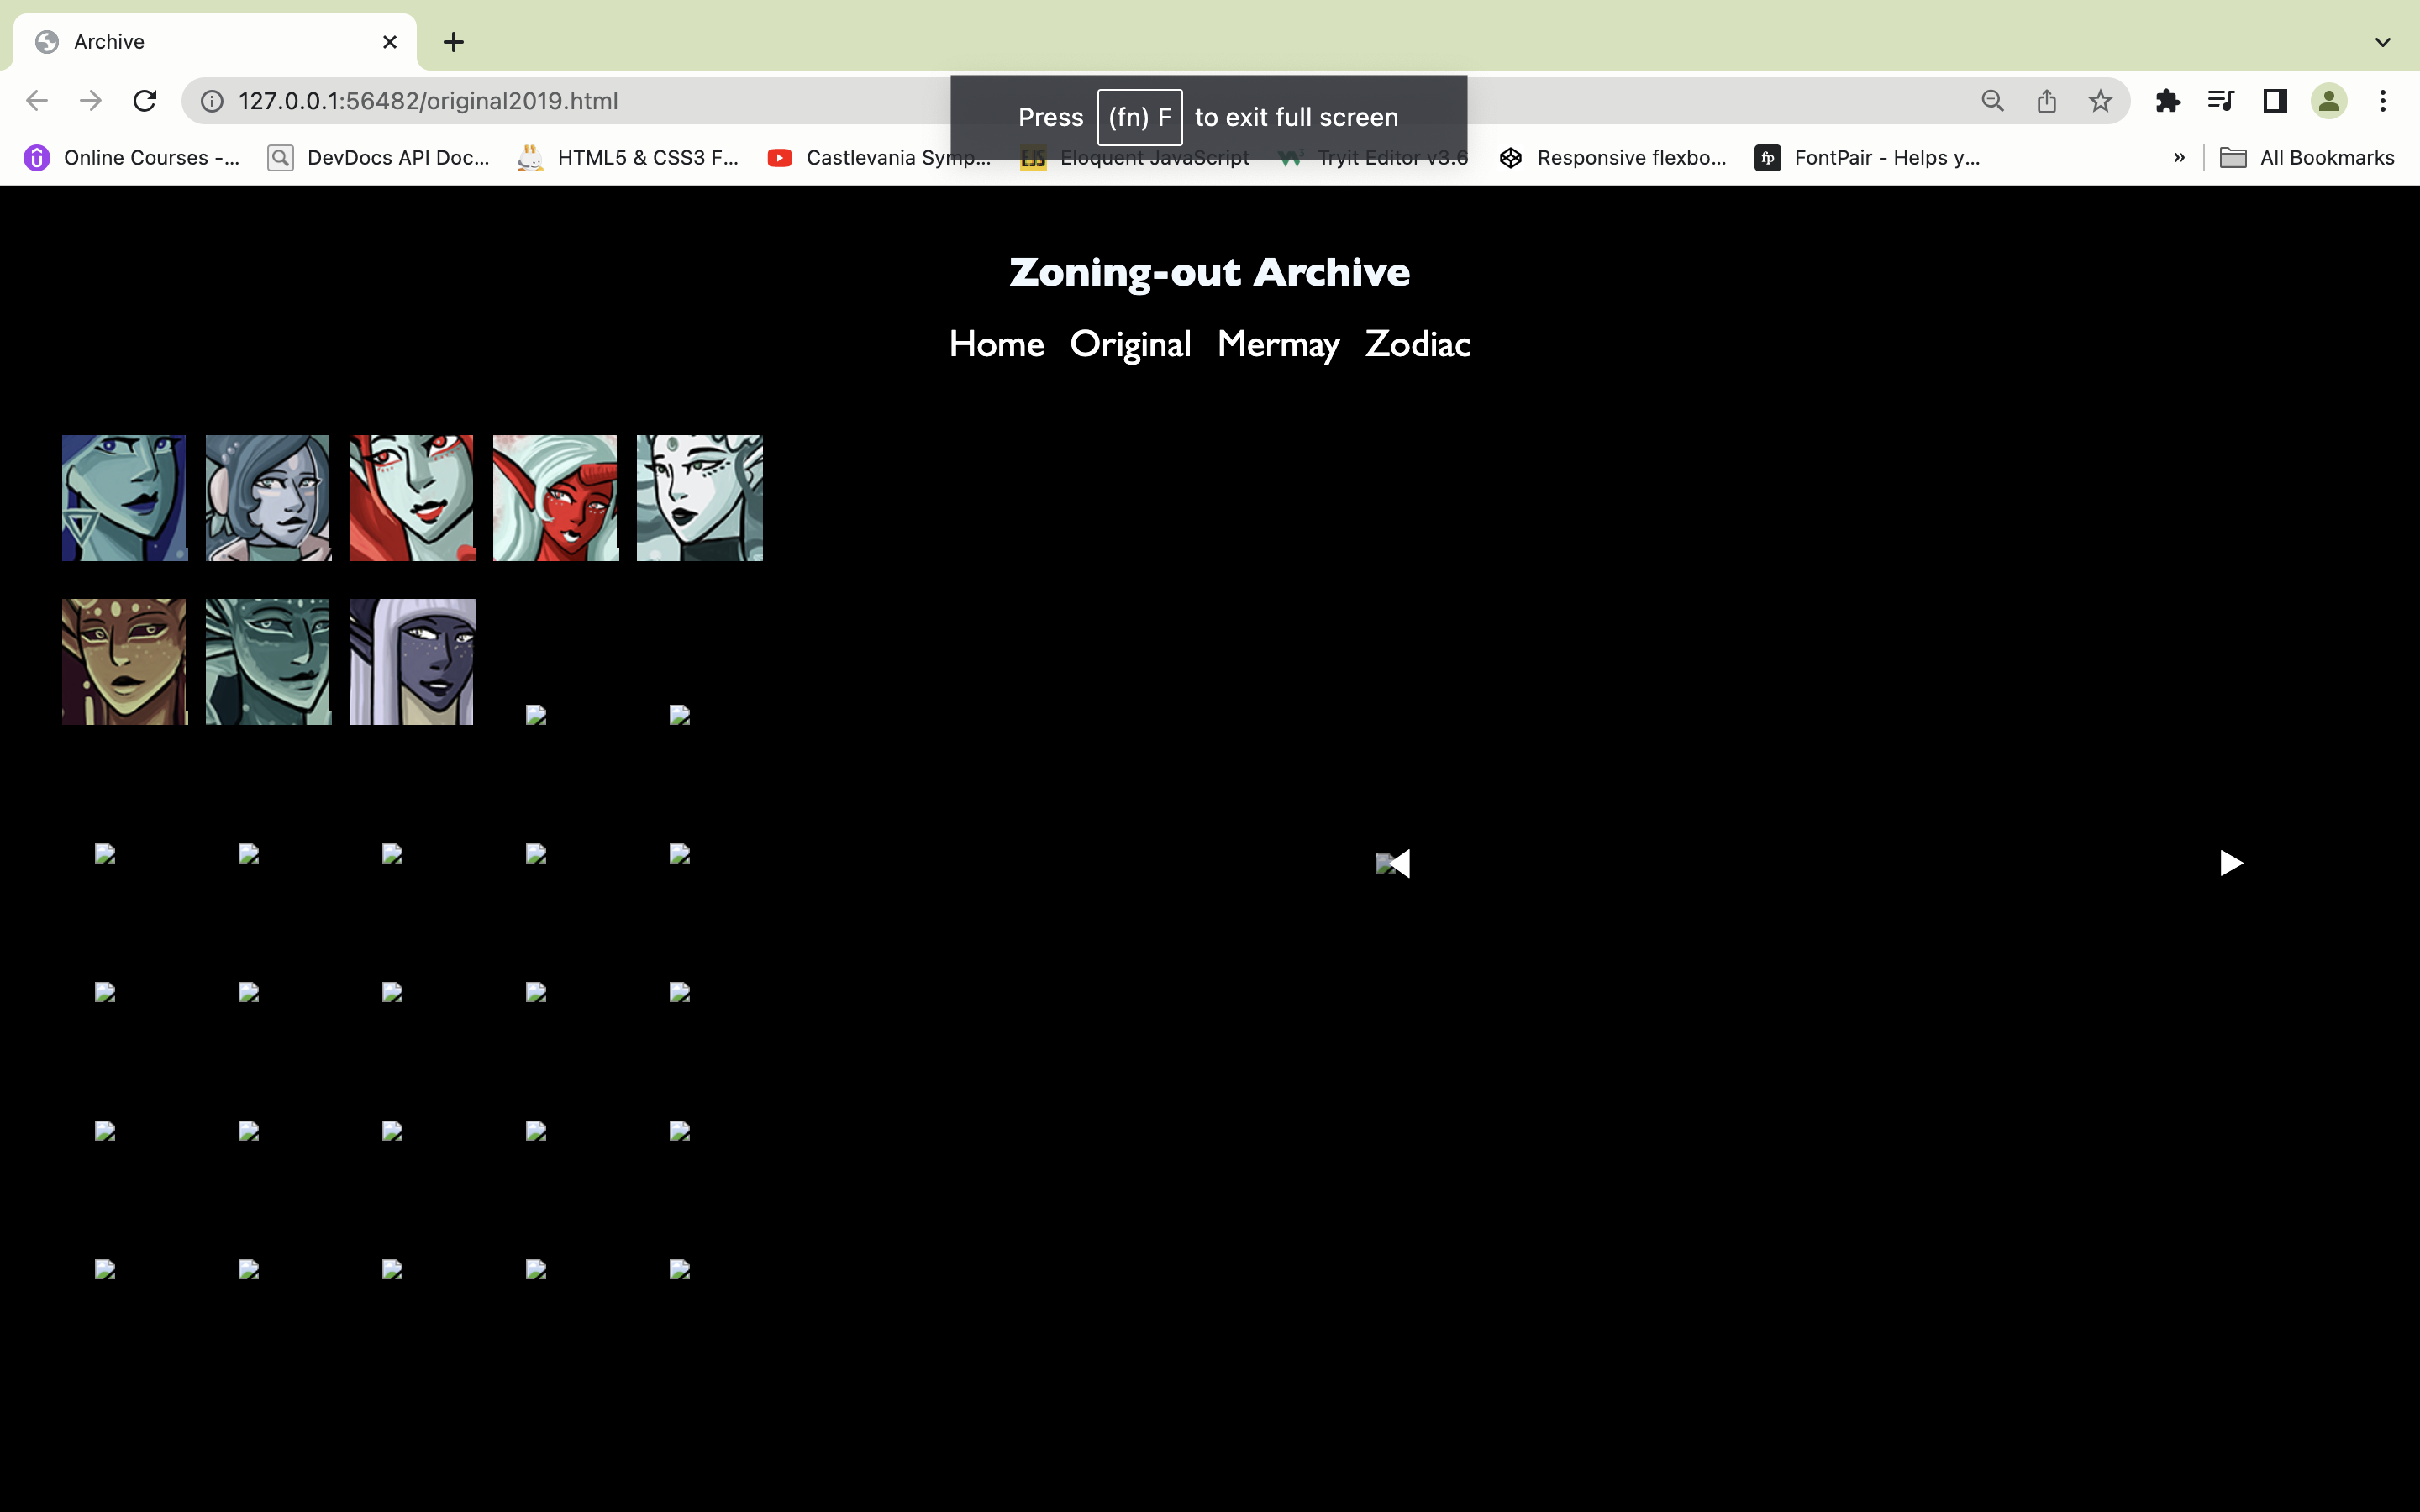 Archive
127.0.0.1:56482/original2019.html
Press (fn) F to exit full screen
Online Courses -... DevDocs API Doc... HTML5 & CSS3 F... Castlevania Symp... EJS Eloquent JavaScript Tryit Editor v3.6 Responsive flexbo... fp FontPair - Helps y... » All Bookmarks
Zoning-out Archive
Home Original Mermay Zodiac